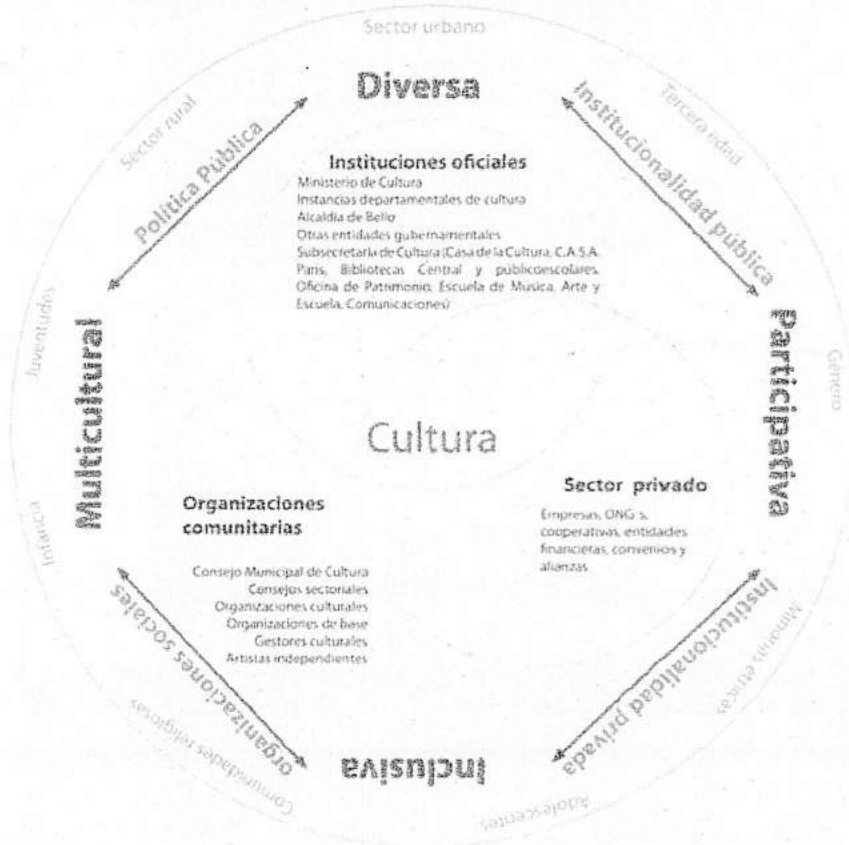 Sector urbano
Diversa
Sector rural
Política Pública
Institucionalidad pública
Tercera edad
Instituciones oficiales
Ministerio de Cultura
Instancias departamentales de cultura
Alcaldía de Bello
Otras entidades gubernamentales
Subsecretaría de Cultura (Casa de la Cultura, C.A.S.A.
París, Bibliotecas Central y públicoescolares,
Oficina de Patrimonio, Escuela de Música, Arte y
Escuela, Comunicaciones)
Juventudes
Multicultural
Participativa
Género
Cultura
Organizaciones
comunitarias
Sector privado
Empresas, ONG´s,
cooperativas, entidades
financieras, convenios y
alianzas
Infancia
Consejo Municipal de Cultura
Consejos sectoriales
Organizaciones culturales
Organizaciones de base
Gestores culturales
Artistas independientes
organizaciones sociales
Comunidades religiosas
Institucionalidad privada
Minorías étnicas
Inclusiva
Adolescentes